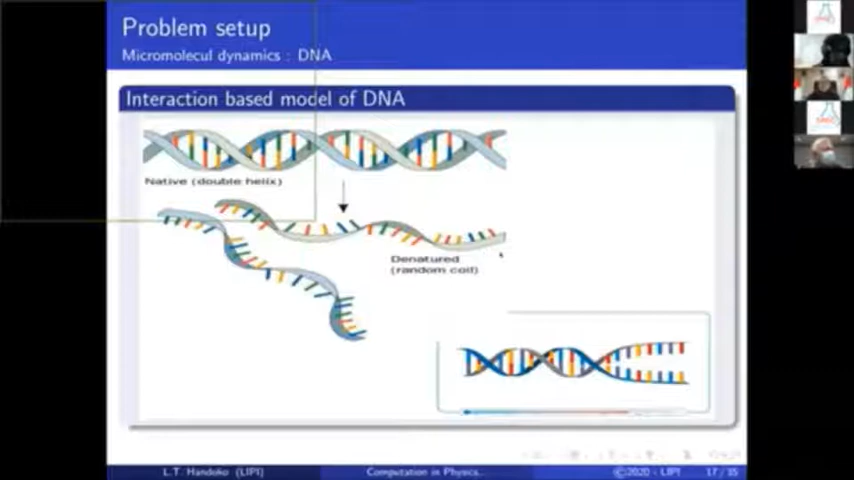 Problem setup
Micromolecul dynamics : DNA
Interaction based model of DNA
Native (double helix)
Denatured
(random coil)
L.T. Handoko (LIPI)
Computation in Physics..
©2020 - LIPI
17 / 35